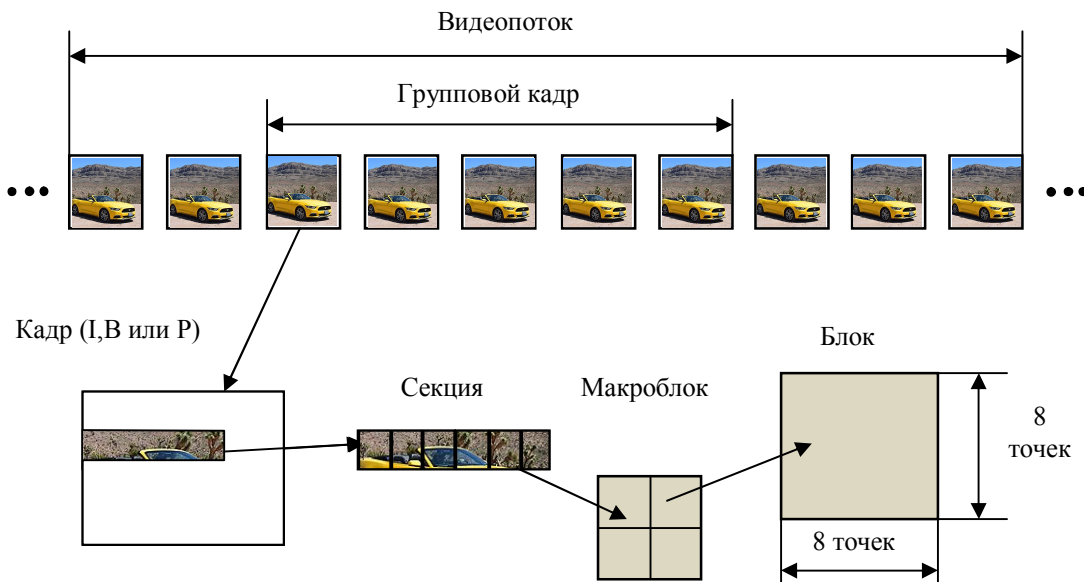 Видеопоток
Групповой кадр
Кадр (I,B или P)
Секция
Макроблок
Блок
8
точек
8 точек